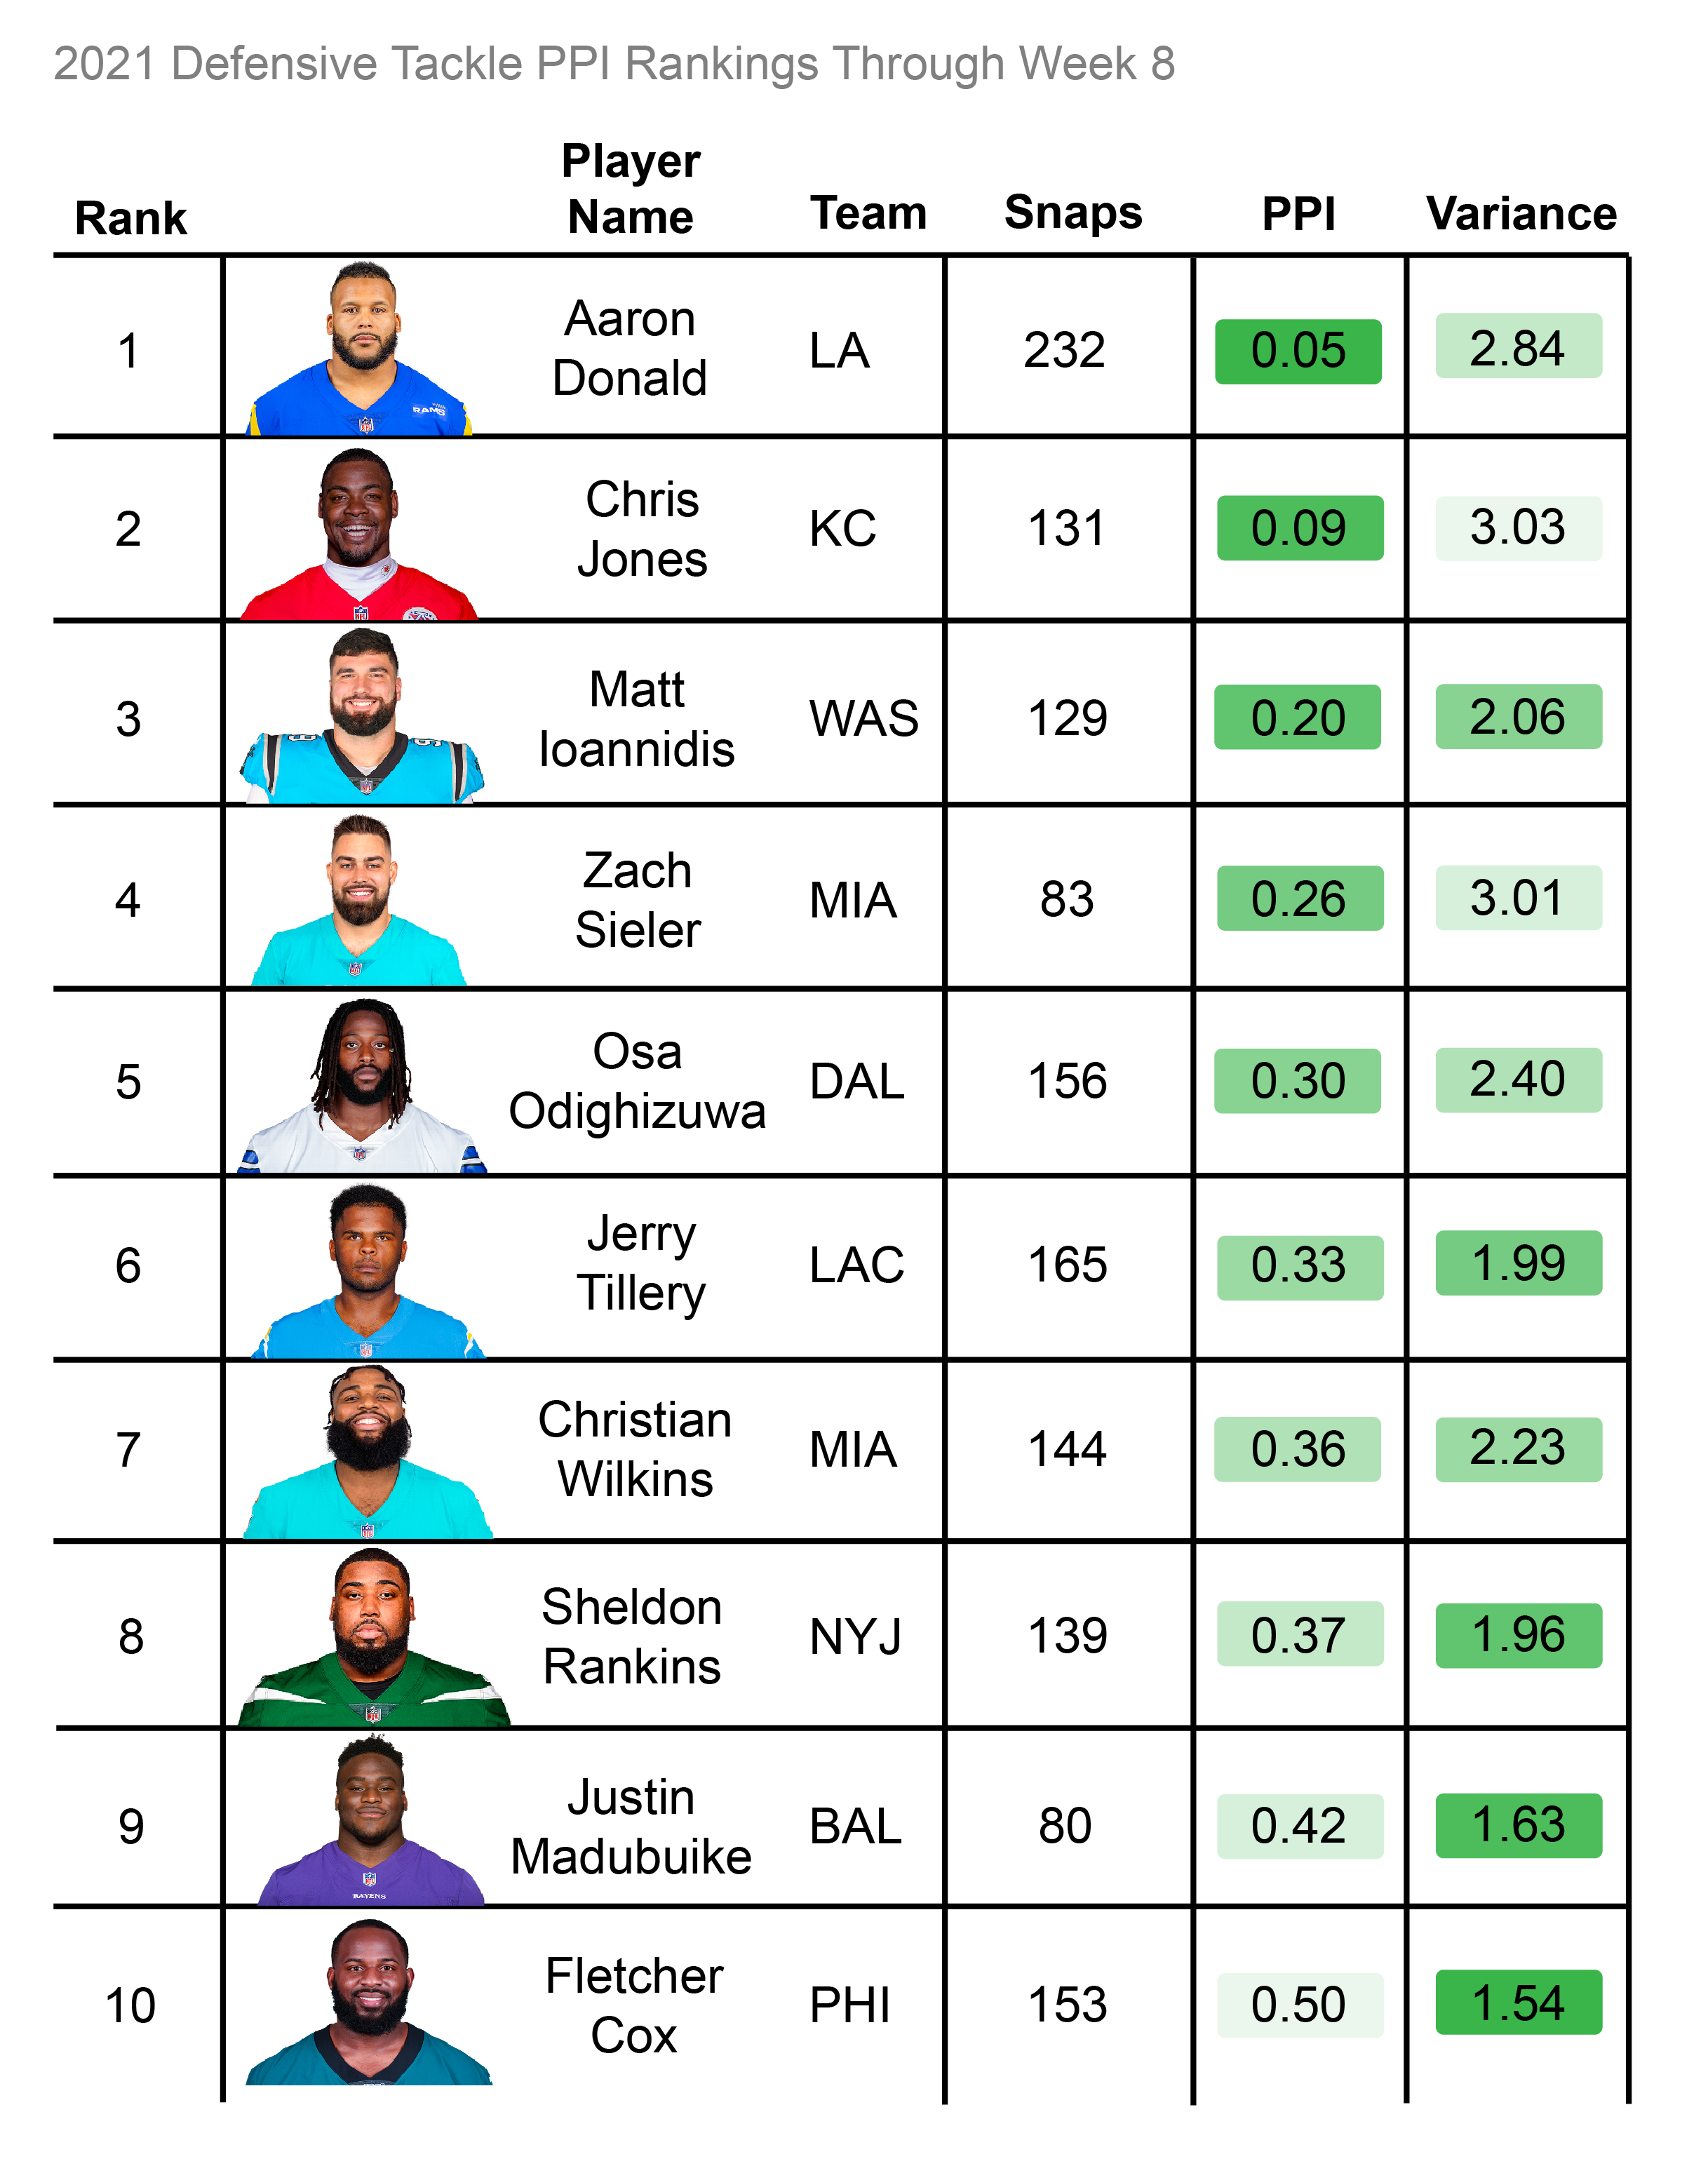 2021 Defensive Tackle PPI Rankings Through Week 8
Rank Player Name Team Snaps PPI Variance
1 Aaron Donald LA 232 0.05 2.84
RAMS
2 Chris Jones KC 131 0.09 3.03
3 Matt Ioannidis WAS 129 0.20 2.06
4 Zach Sieler MIA 83 0.26 3.01
5 Osa Odighizuwa DAL 156 0.30 2.40
6 Jerry Tillery LAC 165 0.33 1.99
7 Christian Wilkins MIA 144 0.36 2.23
8 Sheldon Rankins NYJ 139 0.37 1.96
9 Justin Madubuike BAL 80 0.42 1.63
RAVENS
10 Fletcher Cox PHI 153 0.50 1.54